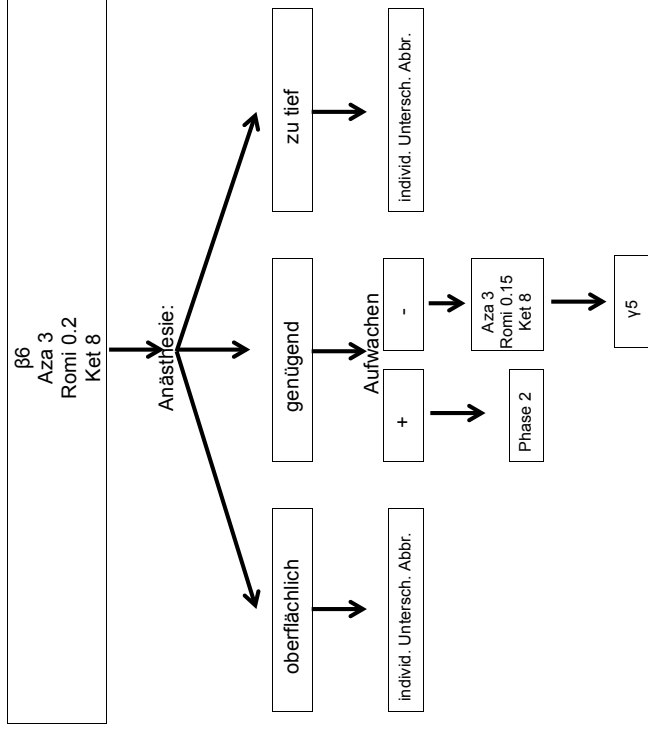 β6
Aza 3
Romi 0.2
Ket 8
Anästhesie:
oberflächlich
genügend
zu tief
individ. Untersch. Abbr.
Aufwachen
individ. Untersch. Abbr.
+
-
Phase 2
Aza 3
Romi 0.15
Ket 8
γ5